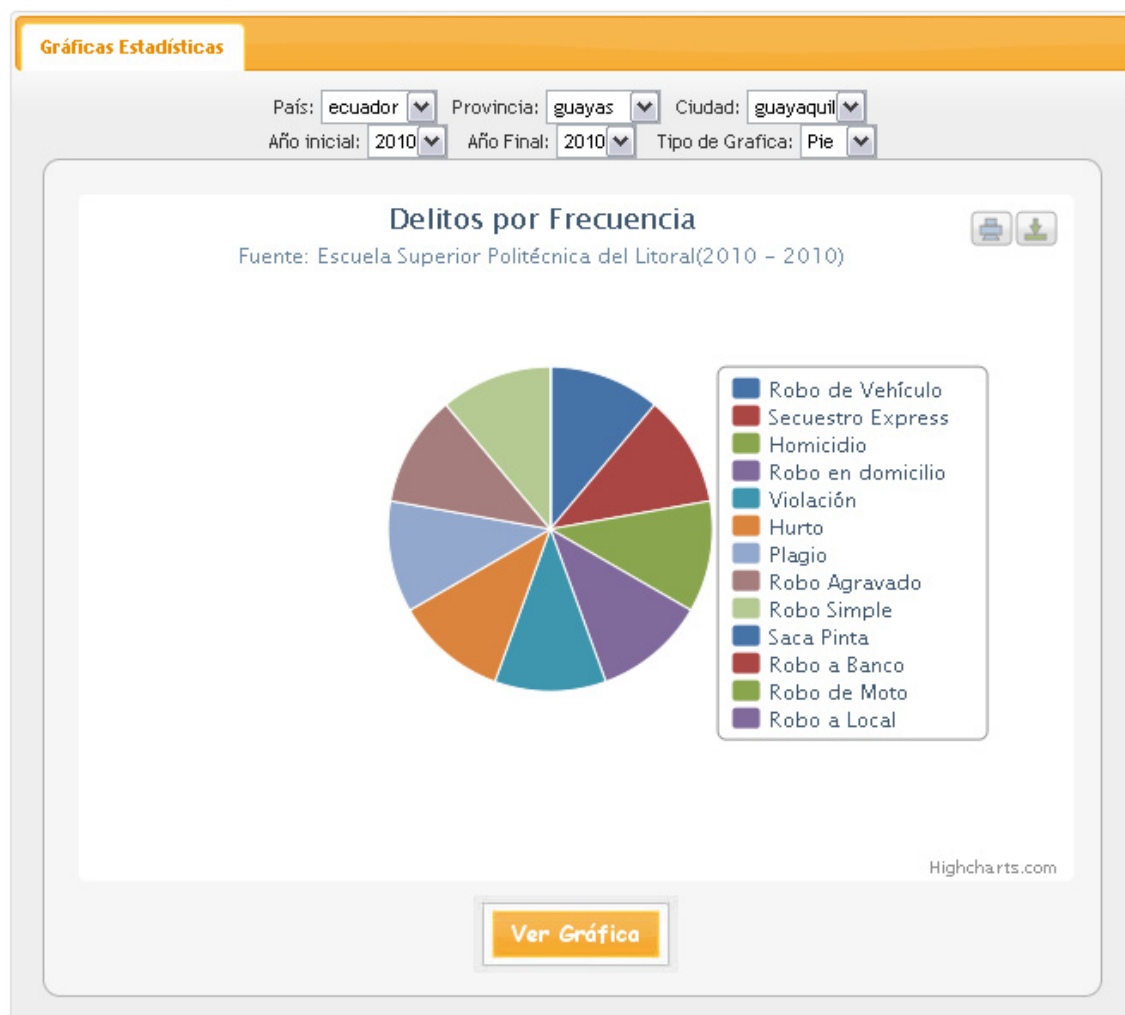 Gráficas Estadísticas
País: ecuador Provincia: guayas Ciudad: guayaquil
Año inicial: 2010 Año Final: 2010 Tipo de Grafica: Pie
Delitos por Frecuencia
Fuente: Escuela Superior Politécnica del Litoral(2010 – 2010)
Robo de Vehículo
Secuestro Express
Homicidio
Robo en domicilio
Violación
Hurto
Plagio
Robo Agravado
Robo Simple
Saca Pinta
Robo a Banco
Robo de Moto
Robo a Local
Highcharts.com
Ver Gráfica